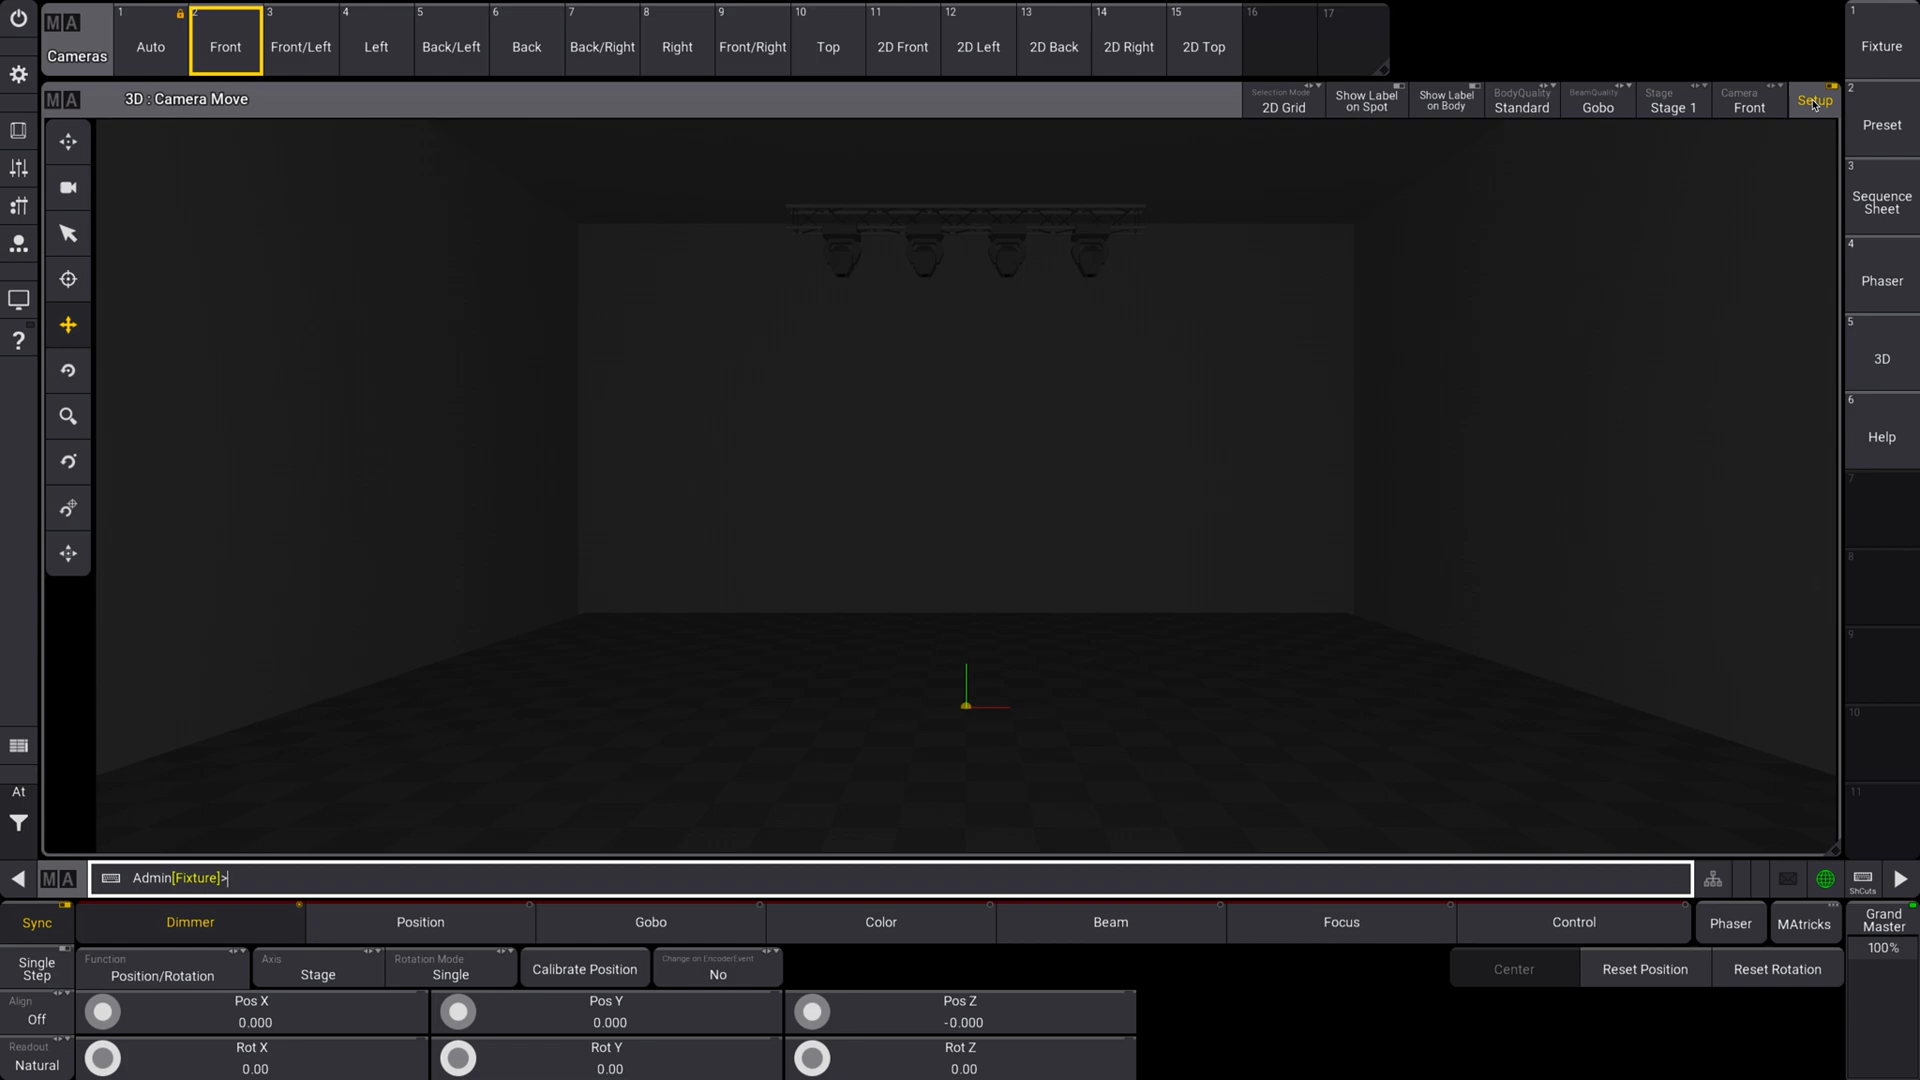 MA
Cameras
1
Auto
2
Front
3
Front/Left
4
Left
5
Back/Left
6
Back
7
Back/Right
8
Right
9
Front/Right
10
Top
11
2D Front
12
2D Left
13
2D Back
14
2D Right
15
2D Top
16
17
MA
3D : Camera Move
Selection Mode
2D Grid
Show Label
on Spot
Show Label
on Body
BodyQuality
Standard
BeamQuality
Gobo
Stage
Stage 1
Camera
Front
Setup
1
Fixture
2
Preset
3
Sequence
Sheet
4
Phaser
5
3D
6
Help
7
8
9
10
11
?
At
MA
Admin[Fixture]>
ShCuts
Sync
Dimmer
Position
Gobo
Color
Beam
Focus
Control
Phaser
MAtricks
Grand
Master
100%
Single
Step
Function
Position/Rotation
Axis
Stage
Rotation Mode
Single
Calibrate Position
Change on EncoderEvent
No
Center
Reset Position
Reset Rotation
Align
Off
Pos X
0.000
Pos Y
0.000
Pos Z
-0.000
Readout
Natural
Rot X
0.00
Rot Y
0.00
Rot Z
0.00